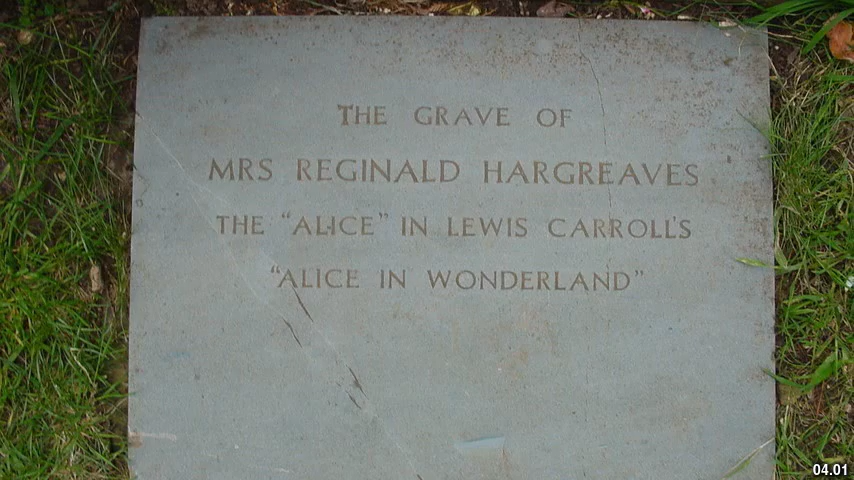 THE GRAVE OF
MRS REGINALD HARGREAVES
THE “ALICE” IN LEWIS CARROLL'S
“ALICE IN WONDERLAND”
04.01